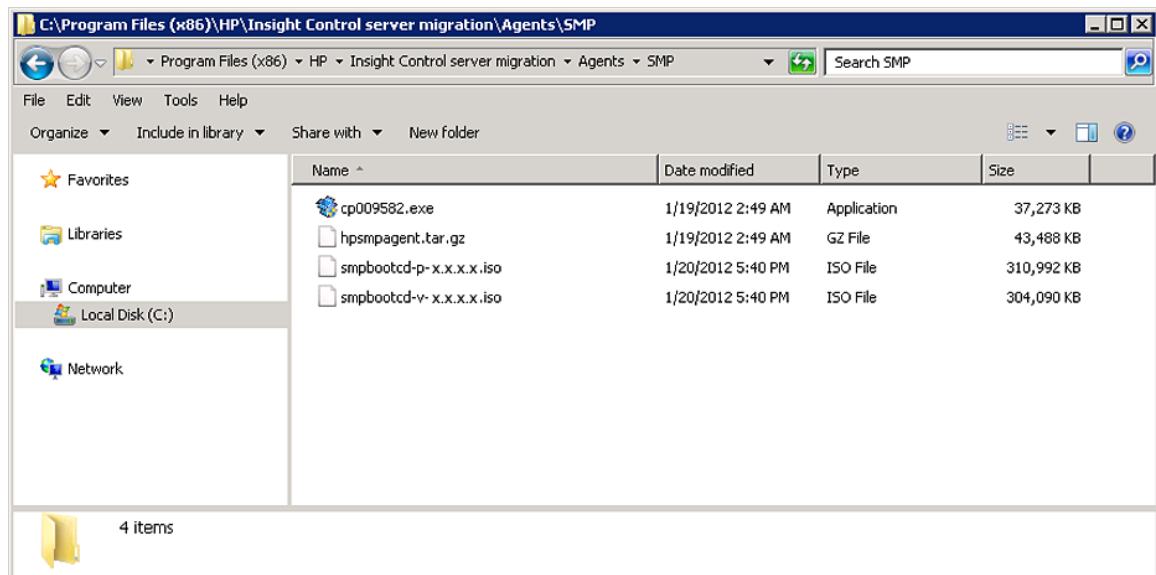 C:\Program Files (x86)\HP\Insight Control server migration\Agents\SMP
Program Files (x86) HP Insight Control server migration Agents SMP Search SMP
File Edit View Tools Help
Organize Include in library Share with New folder
Favorites
Libraries
Computer
Local Disk (C:)
Network
Name Date modified Type Size
cp009582.exe 1/19/2012 2:49 AM Application 37,273 KB
hpsmpagent.tar.gz 1/19/2012 2:49 AM GZ File 43,488 KB
smpbootcd-p-x.x.x.x.iso 1/20/2012 5:40 PM ISO File 310,992 KB
smpbootcd-v-x.x.x.x.iso 1/20/2012 5:40 PM ISO File 304,090 KB
4 items